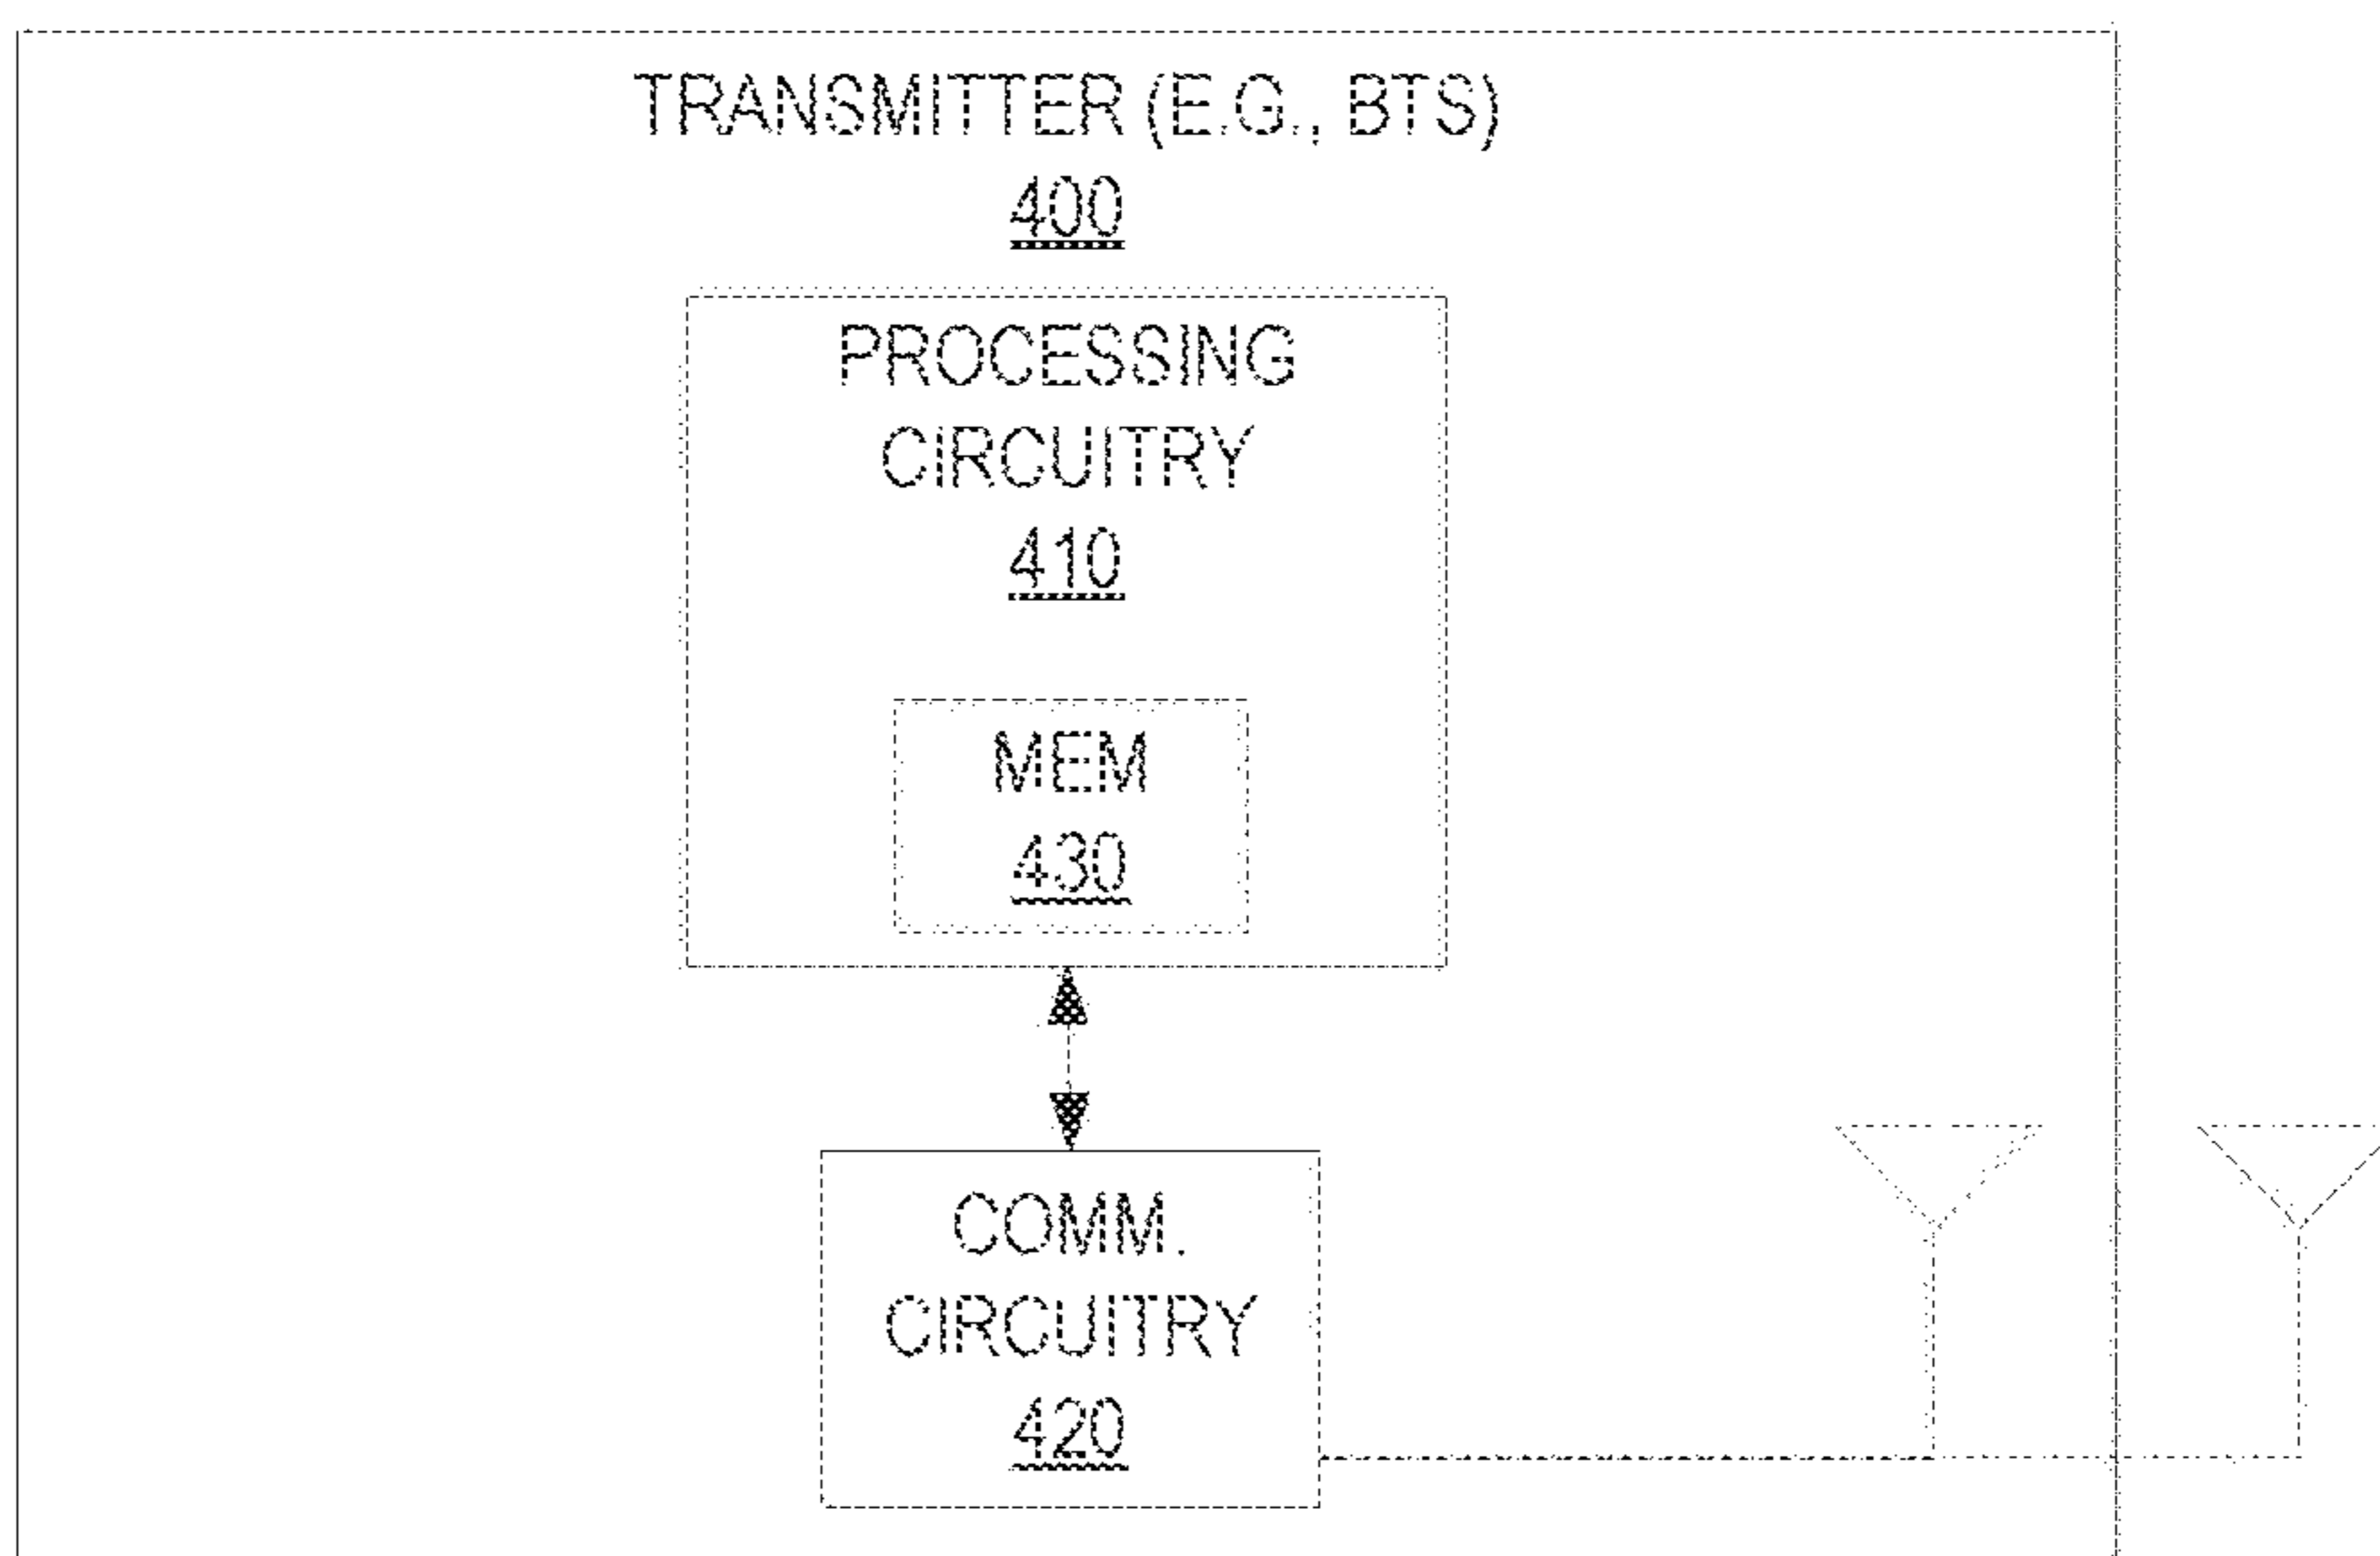 TRANSMITTER (E.G., BTS)
400
PROCESSING
CIRCUITRY
410
MEM
430
COMM.
CIRCUITRY
420